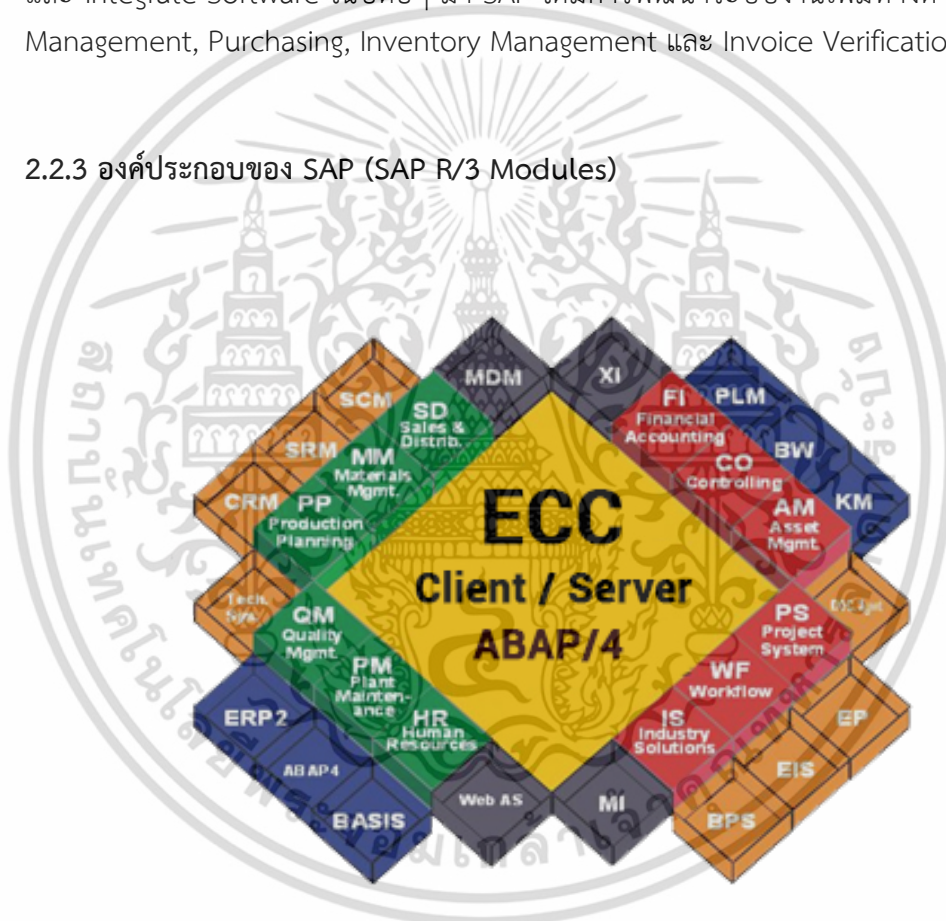 Management, Purchasing, Inventory Management และ Invoice Verificatio
2.2.3 องค์ประกอบของ SAP (SAP R/3 Modules)
MDM
XI
SCM
SD
Sales &
Distrib.
FI
Financial
Accounting
PLM
SRM
MM
Materials
Mgmt.
CO
Controlling
BW
CRM
PP
Production
Planning
AM
Asset
Mgmt.
KM
ECC
Client / Server
ABAP/4
Tech.
QM
Quality
Mgmt.
PS
Project
System
PM
Plant
Mainten-
ance
WF
Workflow
ERP2
HR
Human
Resources
IS
Industry
Solutions
EP
ABAP4
EIS
BASIS
Web AS
MI
BPS